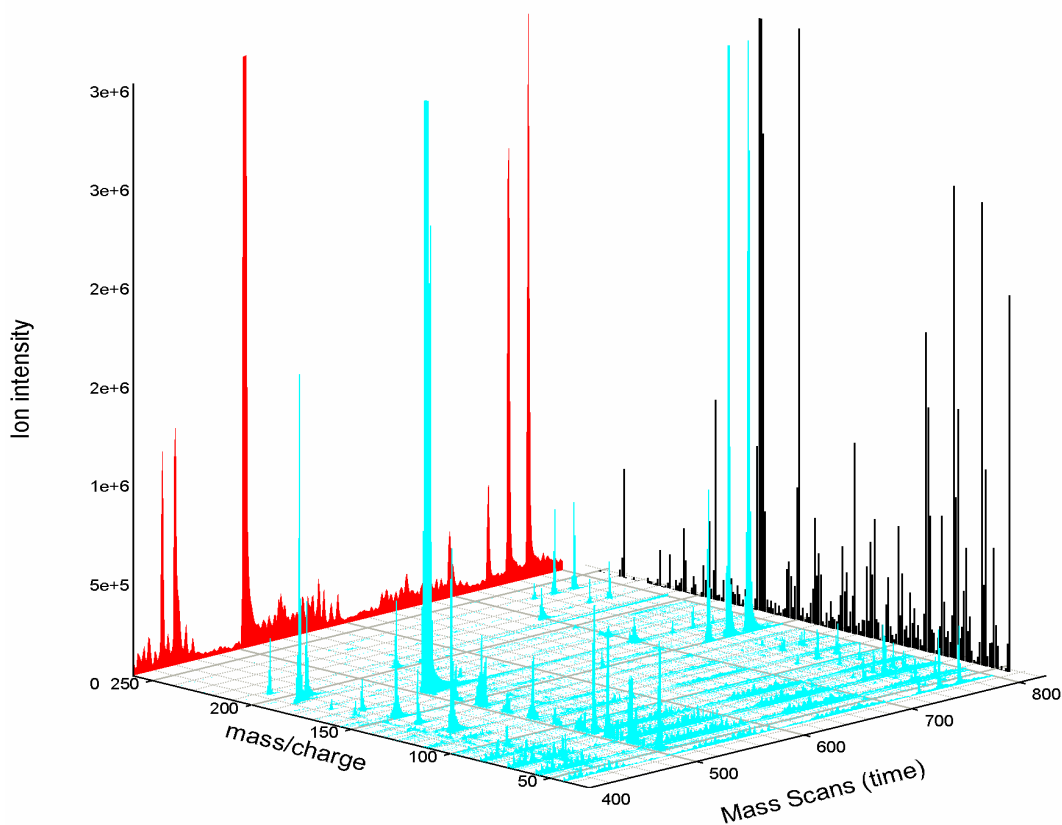 3e+6
3e+6
2e+6
Ion intensity
2e+6
1e+6
5e+5
0 250
200
150
100
50
mass/charge
400
500
600
700
800
Mass Scans (time)